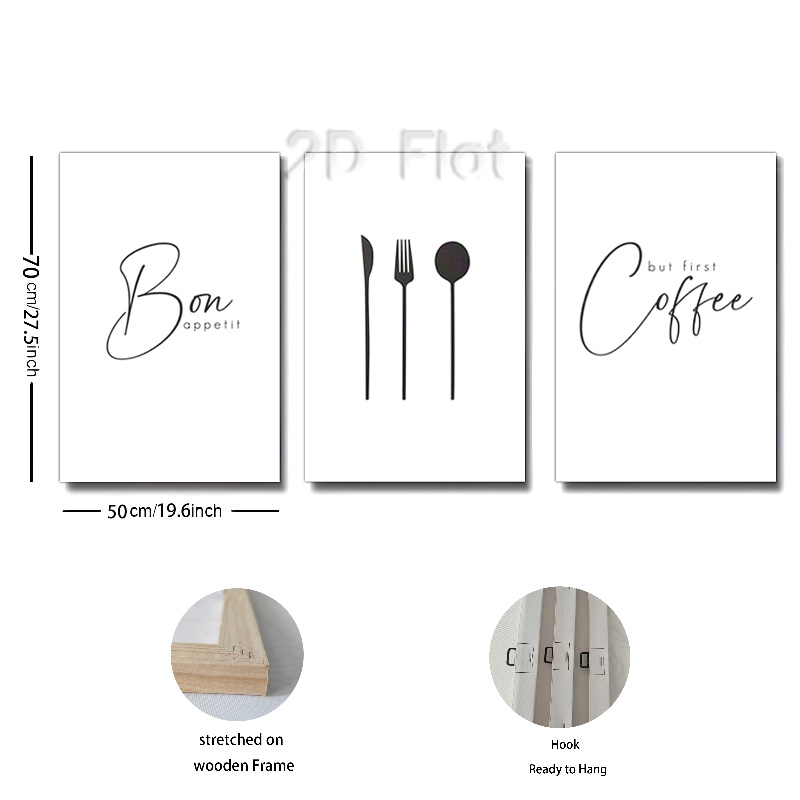 2D Flat
Bon
appetit
but first
Coffee
70 cm/27.5inch
50cm/19.6inch
stretched on
wooden Frame
Hook
Ready to Hang